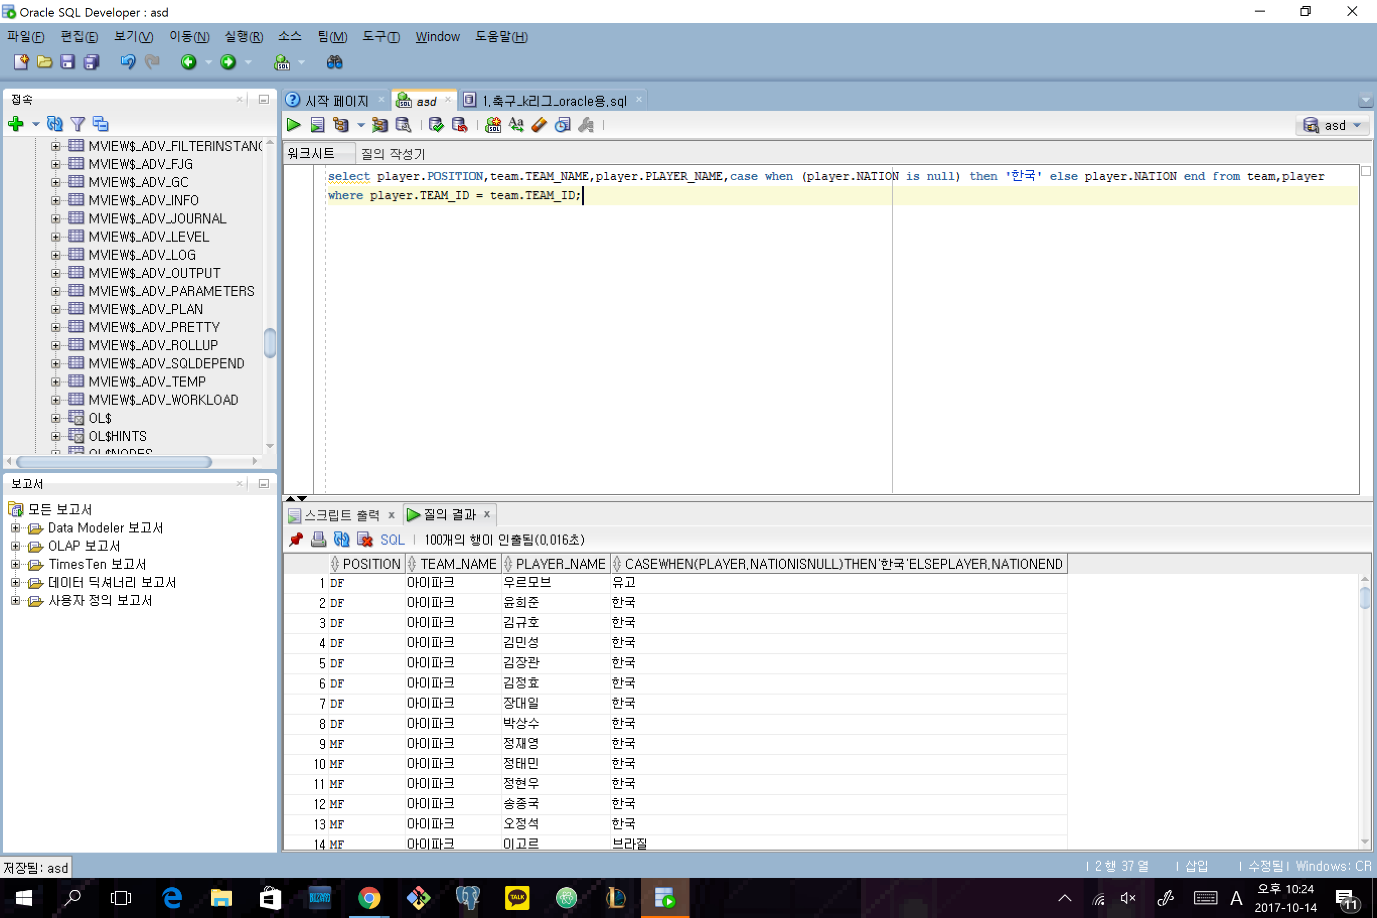 Oracle SQL Developer : asd
파일(F) 편집(E) 보기(V) 이동(N) 실행(R) 소스 팀(M) 도구(T) Window 도움말(H)
접속
시작 페이지 asd 1.축구_k리그_oracle용.sql
asd
워크시트 질의 작성기
MVIEW$_ADV_FILTERINSTANC
MVIEW$_ADV_FJG
MVIEW$_ADV_GC
MVIEW$_ADV_INFO
MVIEW$_ADV_JOURNAL
MVIEW$_ADV_LEVEL
MVIEW$_ADV_LOG
MVIEW$_ADV_OUTPUT
MVIEW$_ADV_PARAMETERS
MVIEW$_ADV_PLAN
MVIEW$_ADV_PRETTY
MVIEW$_ADV_ROLLUP
MVIEW$_ADV_SQLDEPEND
MVIEW$_ADV_TEMP
MVIEW$_ADV_WORKLOAD
OL$
OL$HINTS
OL$NODES
select player.POSITION,team.TEAM_NAME,player.PLAYER_NAME,case when (player.NATION is null) then '한국' else player.NATION end from team,player
where player.TEAM_ID = team.TEAM_ID;
보고서
모든 보고서
Data Modeler 보고서
OLAP 보고서
TimesTen 보고서
데이터 딕셔너리 보고서
사용자 정의 보고서
스크립트 출력 x 질의 결과 x
SQL | 100개의 행이 인출됨(0,016초)
POSITION TEAM_NAME PLAYER_NAME CASEWHEN(PLAYER,NATIONISNULL)THEN'한국'ELSEPLAYER,NATIONEND
1 DF 아이파크 우르모브 유고
2 DF 아이파크 윤희준 한국
3 DF 아이파크 김규호 한국
4 DF 아이파크 김민성 한국
5 DF 아이파크 김장관 한국
6 DF 아이파크 김정효 한국
7 DF 아이파크 장대일 한국
8 DF 아이파크 박상수 한국
9 MF 아이파크 정재영 한국
10 MF 아이파크 정태민 한국
11 MF 아이파크 정현우 한국
12 MF 아이파크 송종국 한국
13 MF 아이파크 오정석 한국
14 MF 아이파크 이고르 브라질
저장됨: asd
| 2 행 37 열 | 삽입 | 수정됨| Windows: CR
BLIZZARD
TALK
A
오후 10:24
2017-10-14
11